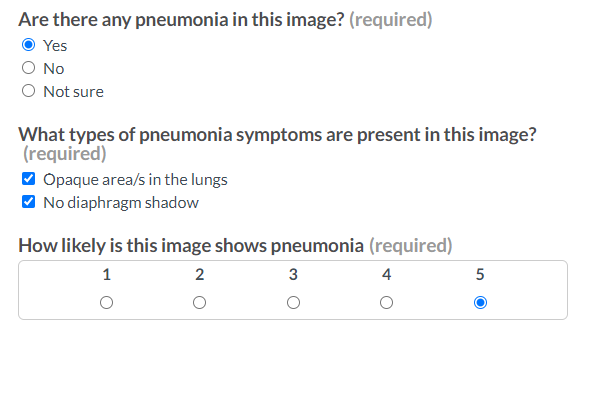 Are there any pneumonia in this image? (required)
Yes
No
Not sure
What types of pneumonia symptoms are present in this image?
(required)
Opaque area/s in the lungs
No diaphragm shadow
How likely is this image shows pneumonia (required)
1 2 3 4 5